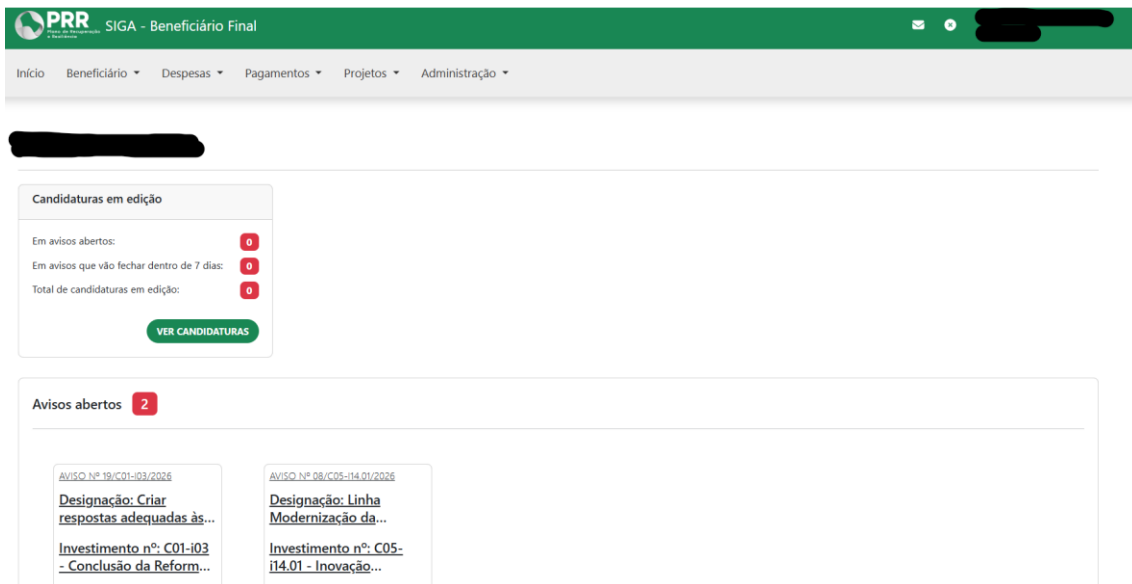 PRR
Plano de Recuperação
e Resiliência
SIGA - Beneficiário Final
Início Beneficiário Despesas Pagamentos Projetos Administração
Candidaturas em edição
Em avisos abertos: 0
Em avisos que vão fechar dentro de 7 dias: 0
Total de candidaturas em edição: 0
VER CANDIDATURAS
Avisos abertos 2
AVISO Nº 19/C01-I03/2026
Designação: Criar
respostas adequadas às...
Investimento nº: C01-i03
- Conclusão da Reform...
AVISO Nº 08/C05-I14.01/2026
Designação: Linha
Modernização da...
Investimento nº: C05-
i14.01 - Inovação...